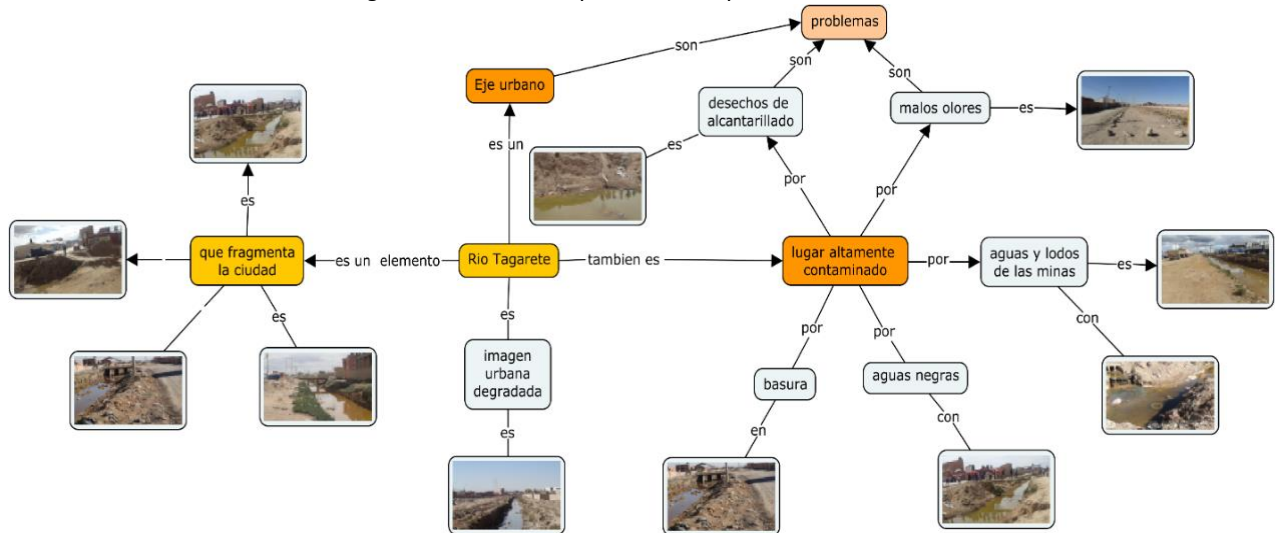 problemas
son
Eje urbano
son
son
desechos de
alcantarillado
malos olores
es
es un
es
por
por
es
que fragmenta
la ciudad
es un elemento
Rio Tagarete
tambien es
lugar altamente
contaminado
por
aguas y lodos
de las minas
es
es
es
con
por
por
imagen
urbana
degradada
basura
aguas negras
es
en
con